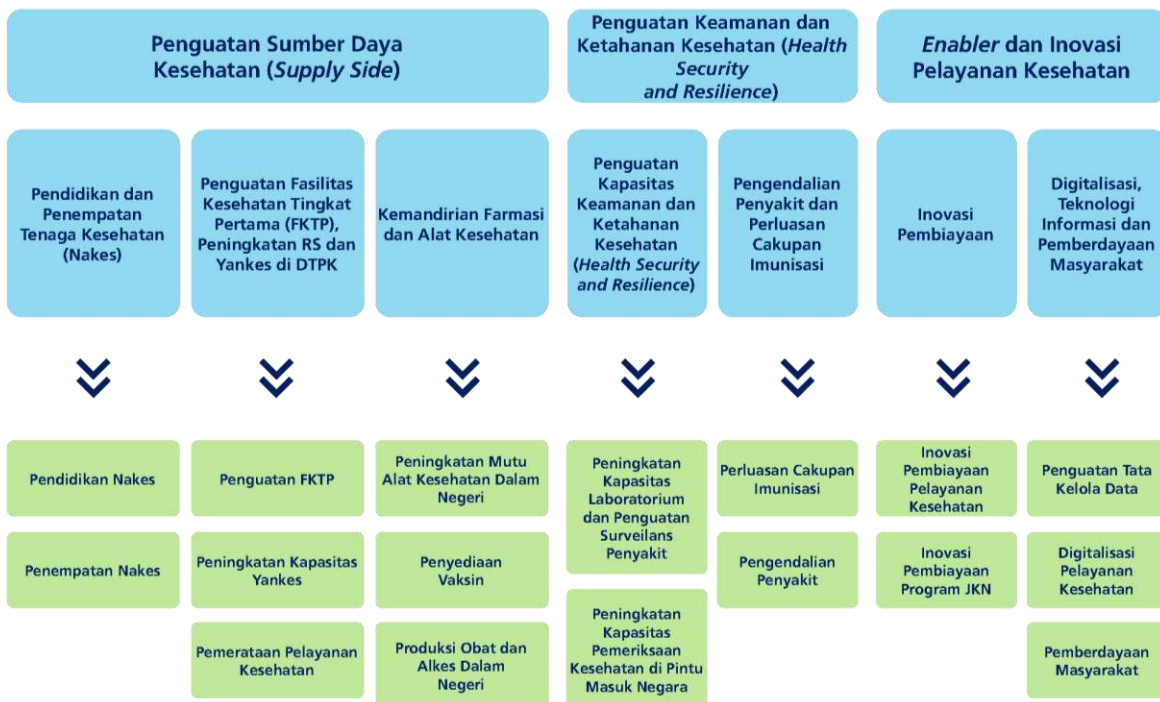 Penguatan Sumber Daya
Kesehatan (Supply Side)
Penguatan Keamanan dan
Ketahanan Kesehatan (Health
Security
and Resilience)
Enabler dan Inovasi
Pelayanan Kesehatan
Pendidikan dan
Penempatan
Tenaga Kesehatan
(Nakes)
Penguatan Fasilitas
Kesehatan Tingkat
Pertama (FKTP),
Peningkatan RS dan
Yankes di DTPK
Kemandirian Farmasi
dan Alat Kesehatan
Penguatan
Kapasitas
Keamanan dan
Ketahanan
Kesehatan
(Health Security
and Resilience)
Pengendalian
Penyakit dan
Perluasan
Cakupan
Imunisasi
Inovasi
Pembiayaan
Digitalisasi,
Teknologi
Informasi dan
Pemberdayaan
Masyarakat
Pendidikan Nakes
Penempatan Nakes
Penguatan FKTP
Peningkatan Kapasitas
Yankes
Pemerataan Pelayanan
Kesehatan
Peningkatan Mutu
Alat Kesehatan Dalam
Negeri
Penyediaan
Vaksin
Produksi Obat dan
Alkes Dalam
Negeri
Peningkatan
Kapasitas
Laboratorium
dan Penguatan
Surveilans
Penyakit
Peningkatan
Kapasitas
Pemeriksaan
Kesehatan di Pintu
Masuk Negara
Perluasan Cakupan
Imunisasi
Pengendalian
Penyakit
Inovasi
Pembiayaan
Pelayanan
Kesehatan
Inovasi
Pembiayaan
Program JKN
Penguatan Tata
Kelola Data
Digitalisasi
Pelayanan
Kesehatan
Pemberdayaan
Masyarakat